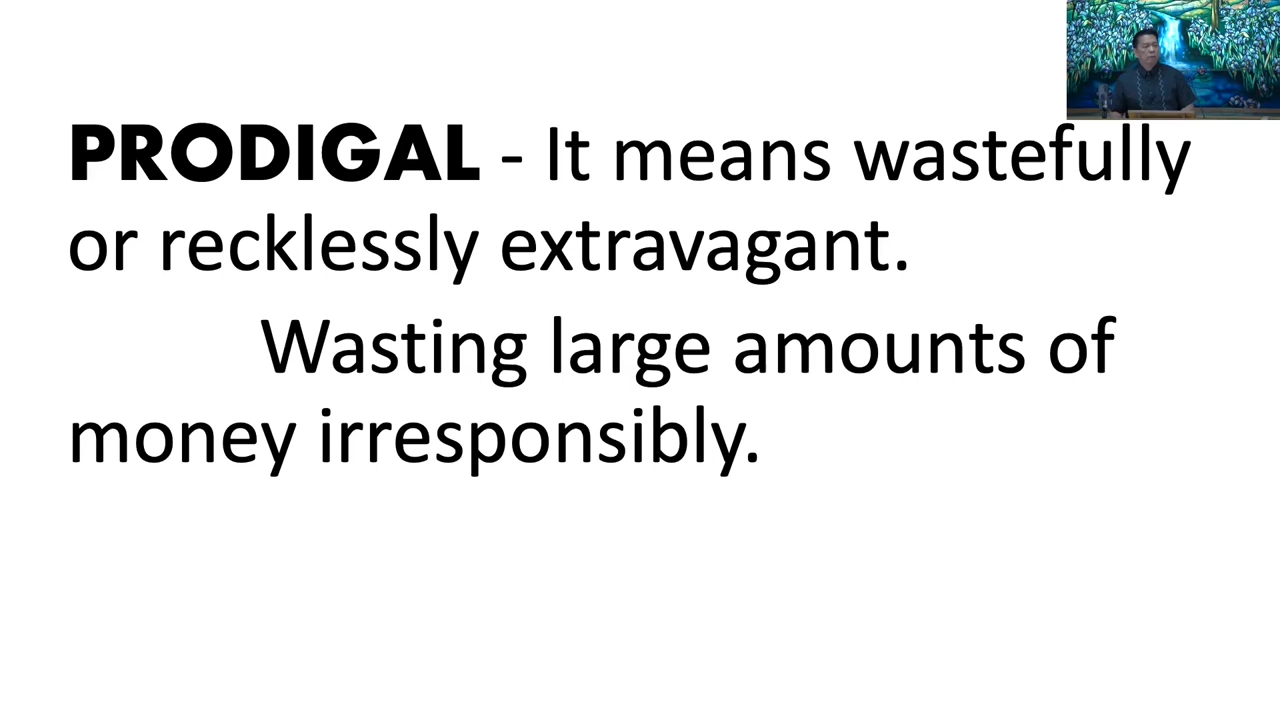 PRODIGAL - It means wastefully
or recklessly extravagant.
Wasting large amounts of
money irresponsibly.